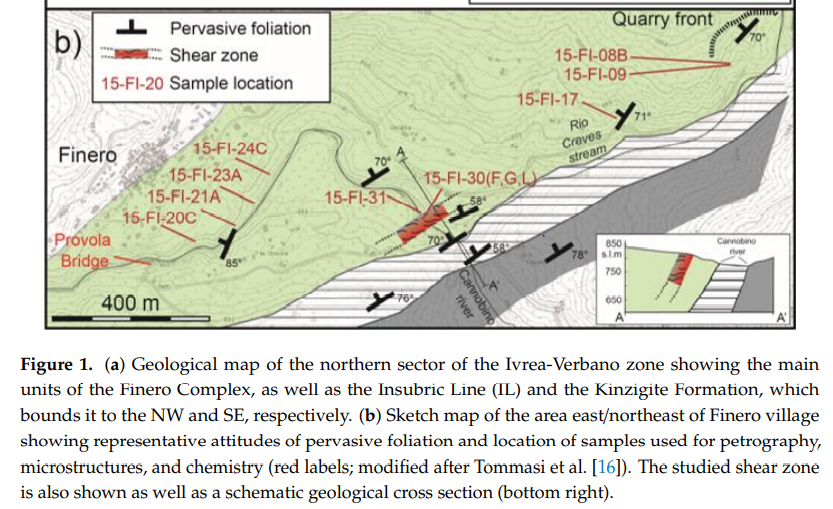 b)
Pervasive foliation
Shear zone
15-FI-20 Sample location
Quarry front
70°
15-FI-08B
15-FI-09
15-FI-17
71°
Rio
Creves
stream
Finero
15-FI-24C
15-FI-23A
15-FI-21A
15-FI-20C
Provola
Bridge
85°
70°
A
15-FI-30(F,G,L)
15-FI-31
58°
70°
58°
78°
76°
A'
Cannobino
river
400 m
850
s.l.m
750
650
Cannobino
river
A
A'
Figure 1. (a) Geological map of the northern sector of the Ivrea-Verbano zone showing the main
units of the Finero Complex, as well as the Insubric Line (IL) and the Kinzigite Formation, which
bounds it to the NW and SE, respectively. (b) Sketch map of the area east/northeast of Finero village
showing representative attitudes of pervasive foliation and location of samples used for petrography,
microstructures, and chemistry (red labels; modified after Tommasi et al. [16]). The studied shear zone
is also shown as well as a schematic geological cross section (bottom right).